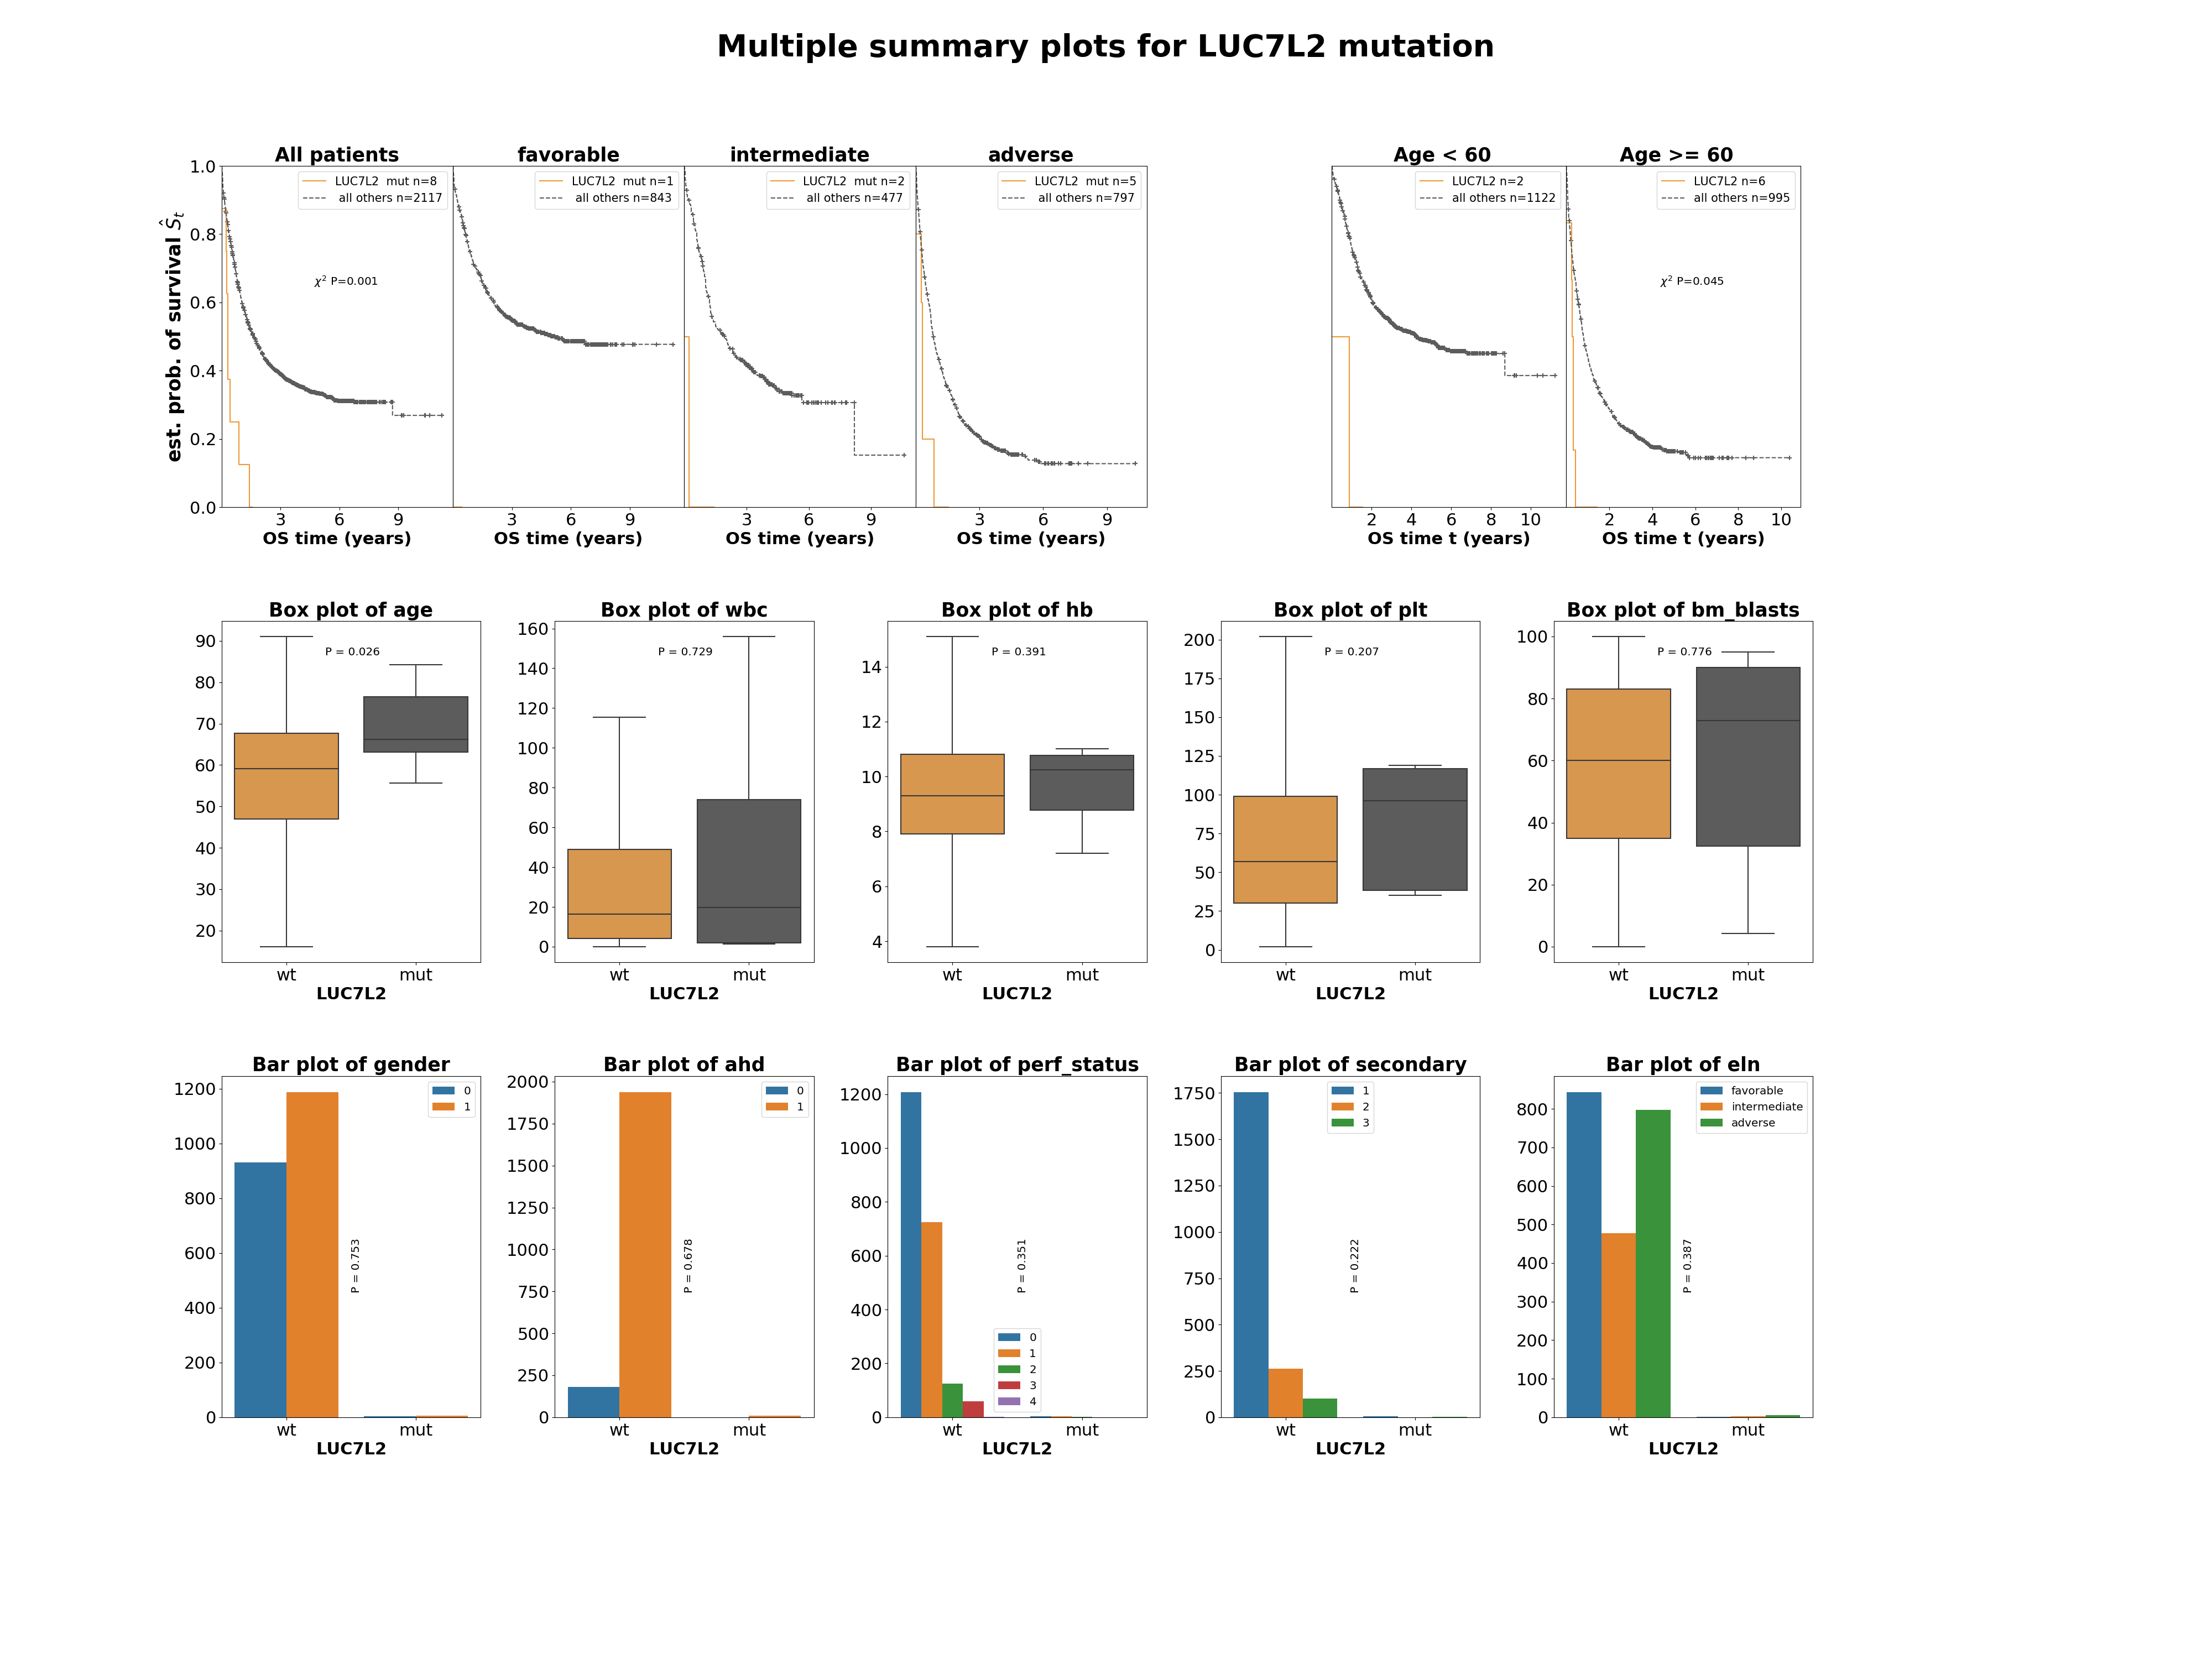 Multiple summary plots for LUC7L2 mutation
All patients
favorable
intermediate
adverse
Age < 60
Age >= 60
est. prob. of survival Ŝt
1.0
0.8
0.6
0.4
0.2
0.0
LUC7L2  mut n=8
all others n=2117
χ² P=0.001
3 6 9
OS time (years)
LUC7L2  mut n=1
all others n=843
3 6 9
OS time (years)
LUC7L2  mut n=2
all others n=477
3 6 9
OS time (years)
LUC7L2  mut n=5
all others n=797
3 6 9
OS time (years)
LUC7L2 n=2
all others n=1122
2 4 6 8 10
OS time t (years)
LUC7L2 n=6
all others n=995
χ² P=0.045
2 4 6 8 10
OS time t (years)
Box plot of age
90
80
70
60
50
40
30
20
P = 0.026
wt mut
LUC7L2
Box plot of wbc
160
140
120
100
80
60
40
20
0
P = 0.729
wt mut
LUC7L2
Box plot of hb
14
12
10
8
6
4
P = 0.391
wt mut
LUC7L2
Box plot of plt
200
175
150
125
100
75
50
25
0
P = 0.207
wt mut
LUC7L2
Box plot of bm_blasts
100
80
60
40
20
0
P = 0.776
wt mut
LUC7L2
Bar plot of gender
1200
1000
800
600
400
200
0
0
1
P = 0.753
wt mut
LUC7L2
Bar plot of ahd
2000
1750
1500
1250
1000
750
500
250
0
0
1
P = 0.678
wt mut
LUC7L2
Bar plot of perf_status
1200
1000
800
600
400
200
0
P = 0.351
0
1
2
3
4
wt mut
LUC7L2
Bar plot of secondary
1750
1500
1250
1000
750
500
250
0
1
2
3
P = 0.222
wt mut
LUC7L2
Bar plot of eln
800
700
600
500
400
300
200
100
0
favorable
intermediate
adverse
P = 0.387
wt mut
LUC7L2